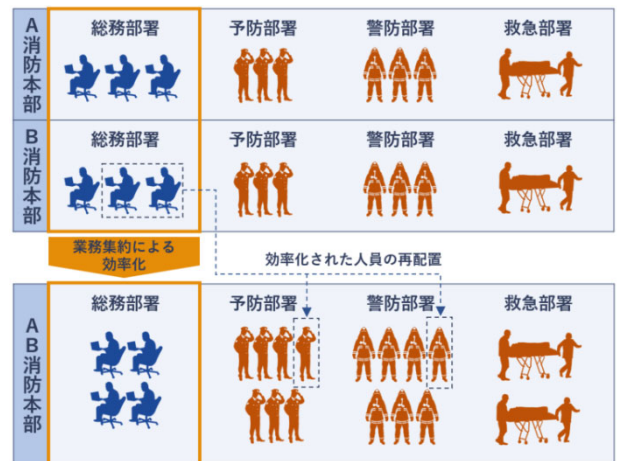 A消防本部
総務部署
予防部署
警防部署
救急部署
B消防本部
総務部署
予防部署
警防部署
救急部署
業務集約による
効率化
効率化された人員の再配置
AB消防本部
総務部署
予防部署
警防部署
救急部署